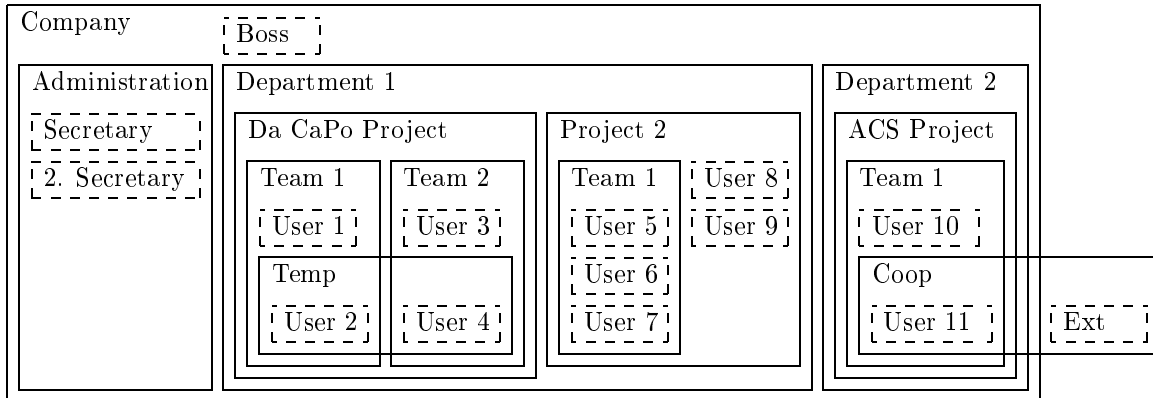 Company
Boss
Administration
Secretary
2. Secretary
Department 1
Da CaPo Project
Team 1
User 1
Team 2
User 3
Temp
User 2
User 4
Project 2
Team 1
User 5
User 6
User 7
User 8
User 9
Department 2
ACS Project
Team 1
User 10
Coop
User 11
Ext